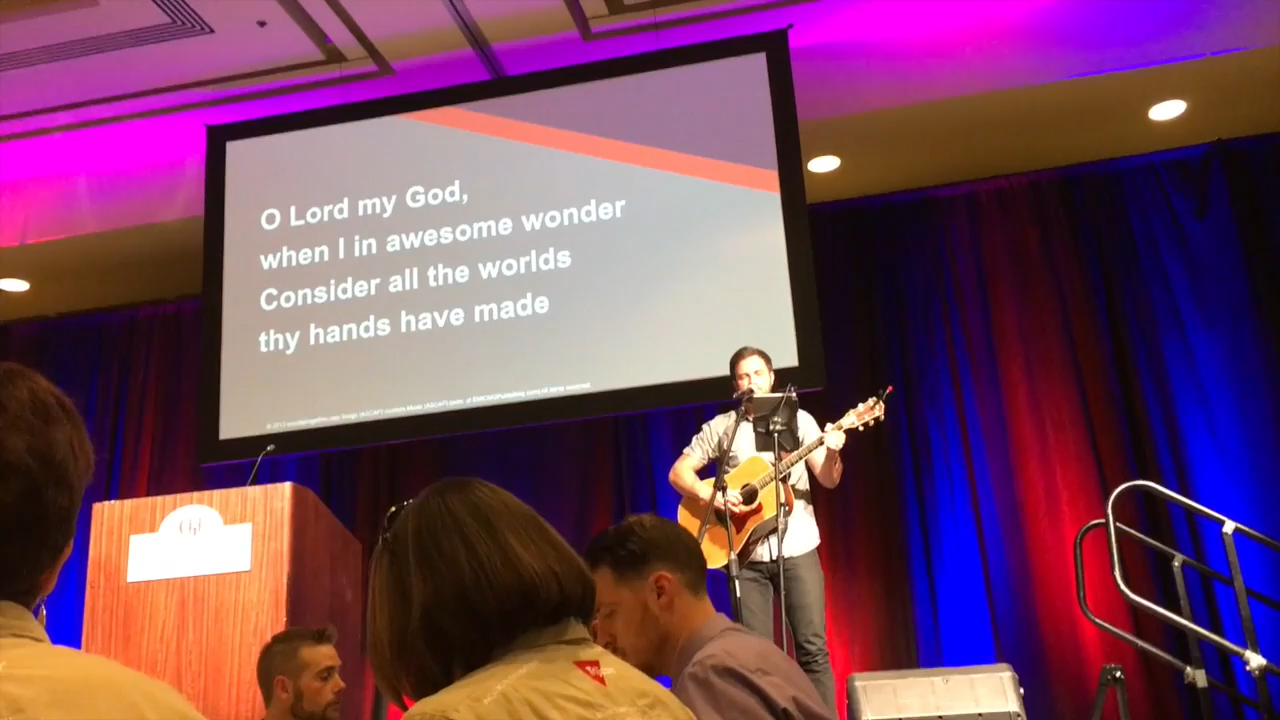 O Lord my God,
when I in awesome wonder
Consider all the worlds
thy hands have made